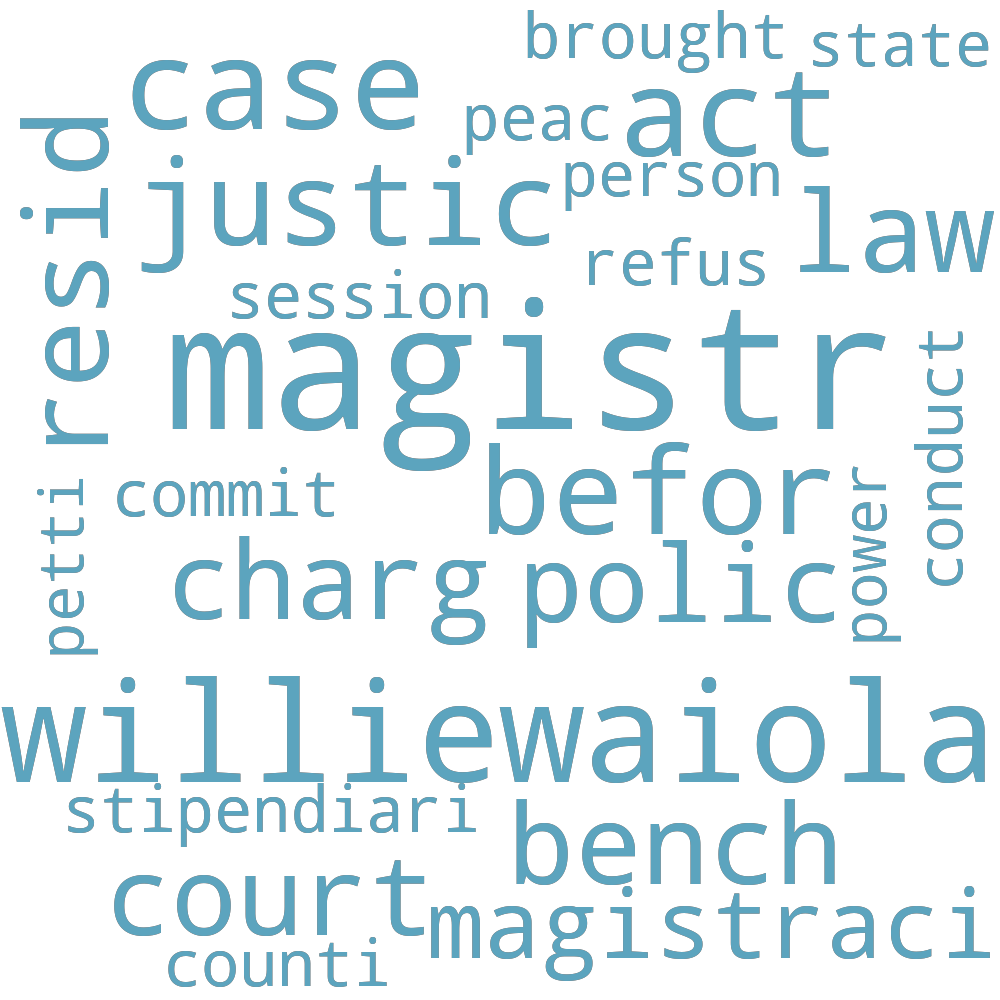 brought
state
case
peac
act
resid
justic
person
law
refus
session
magistr
conduct
befor
commit
power
petti
charg
polic
williewaiola
stipendiari
bench
court
magistraci
counti